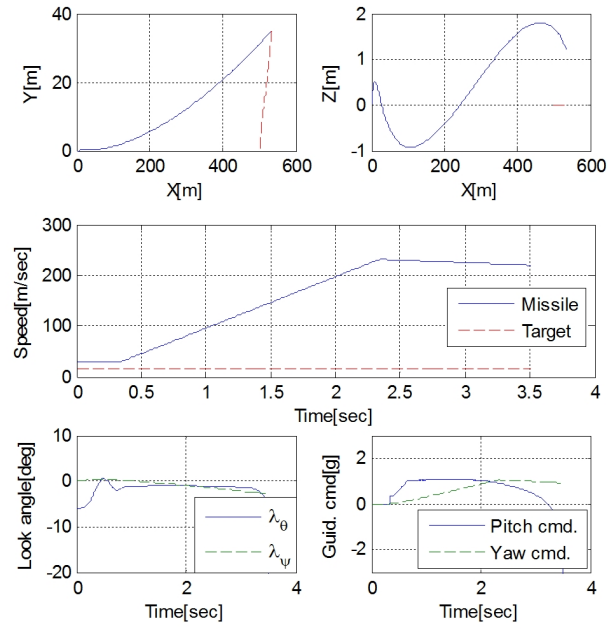 40
20
0
0 200 400 600
Y[m]
X[m]
2
1
0
-1
0 200 400 600
Z[m]
X[m]
300
200
100
0
0 0.5 1 1.5 2 2.5 3 3.5 4
Speed[m/sec]
Time[sec]
Missile
Target
10
0
-10
-20
0 2 4
Look angle[deg]
Time[sec]
λθ
λψ
2
0
-2
0 2 4
Guid. cmd[g]
Time[sec]
Pitch cmd.
Yaw cmd.